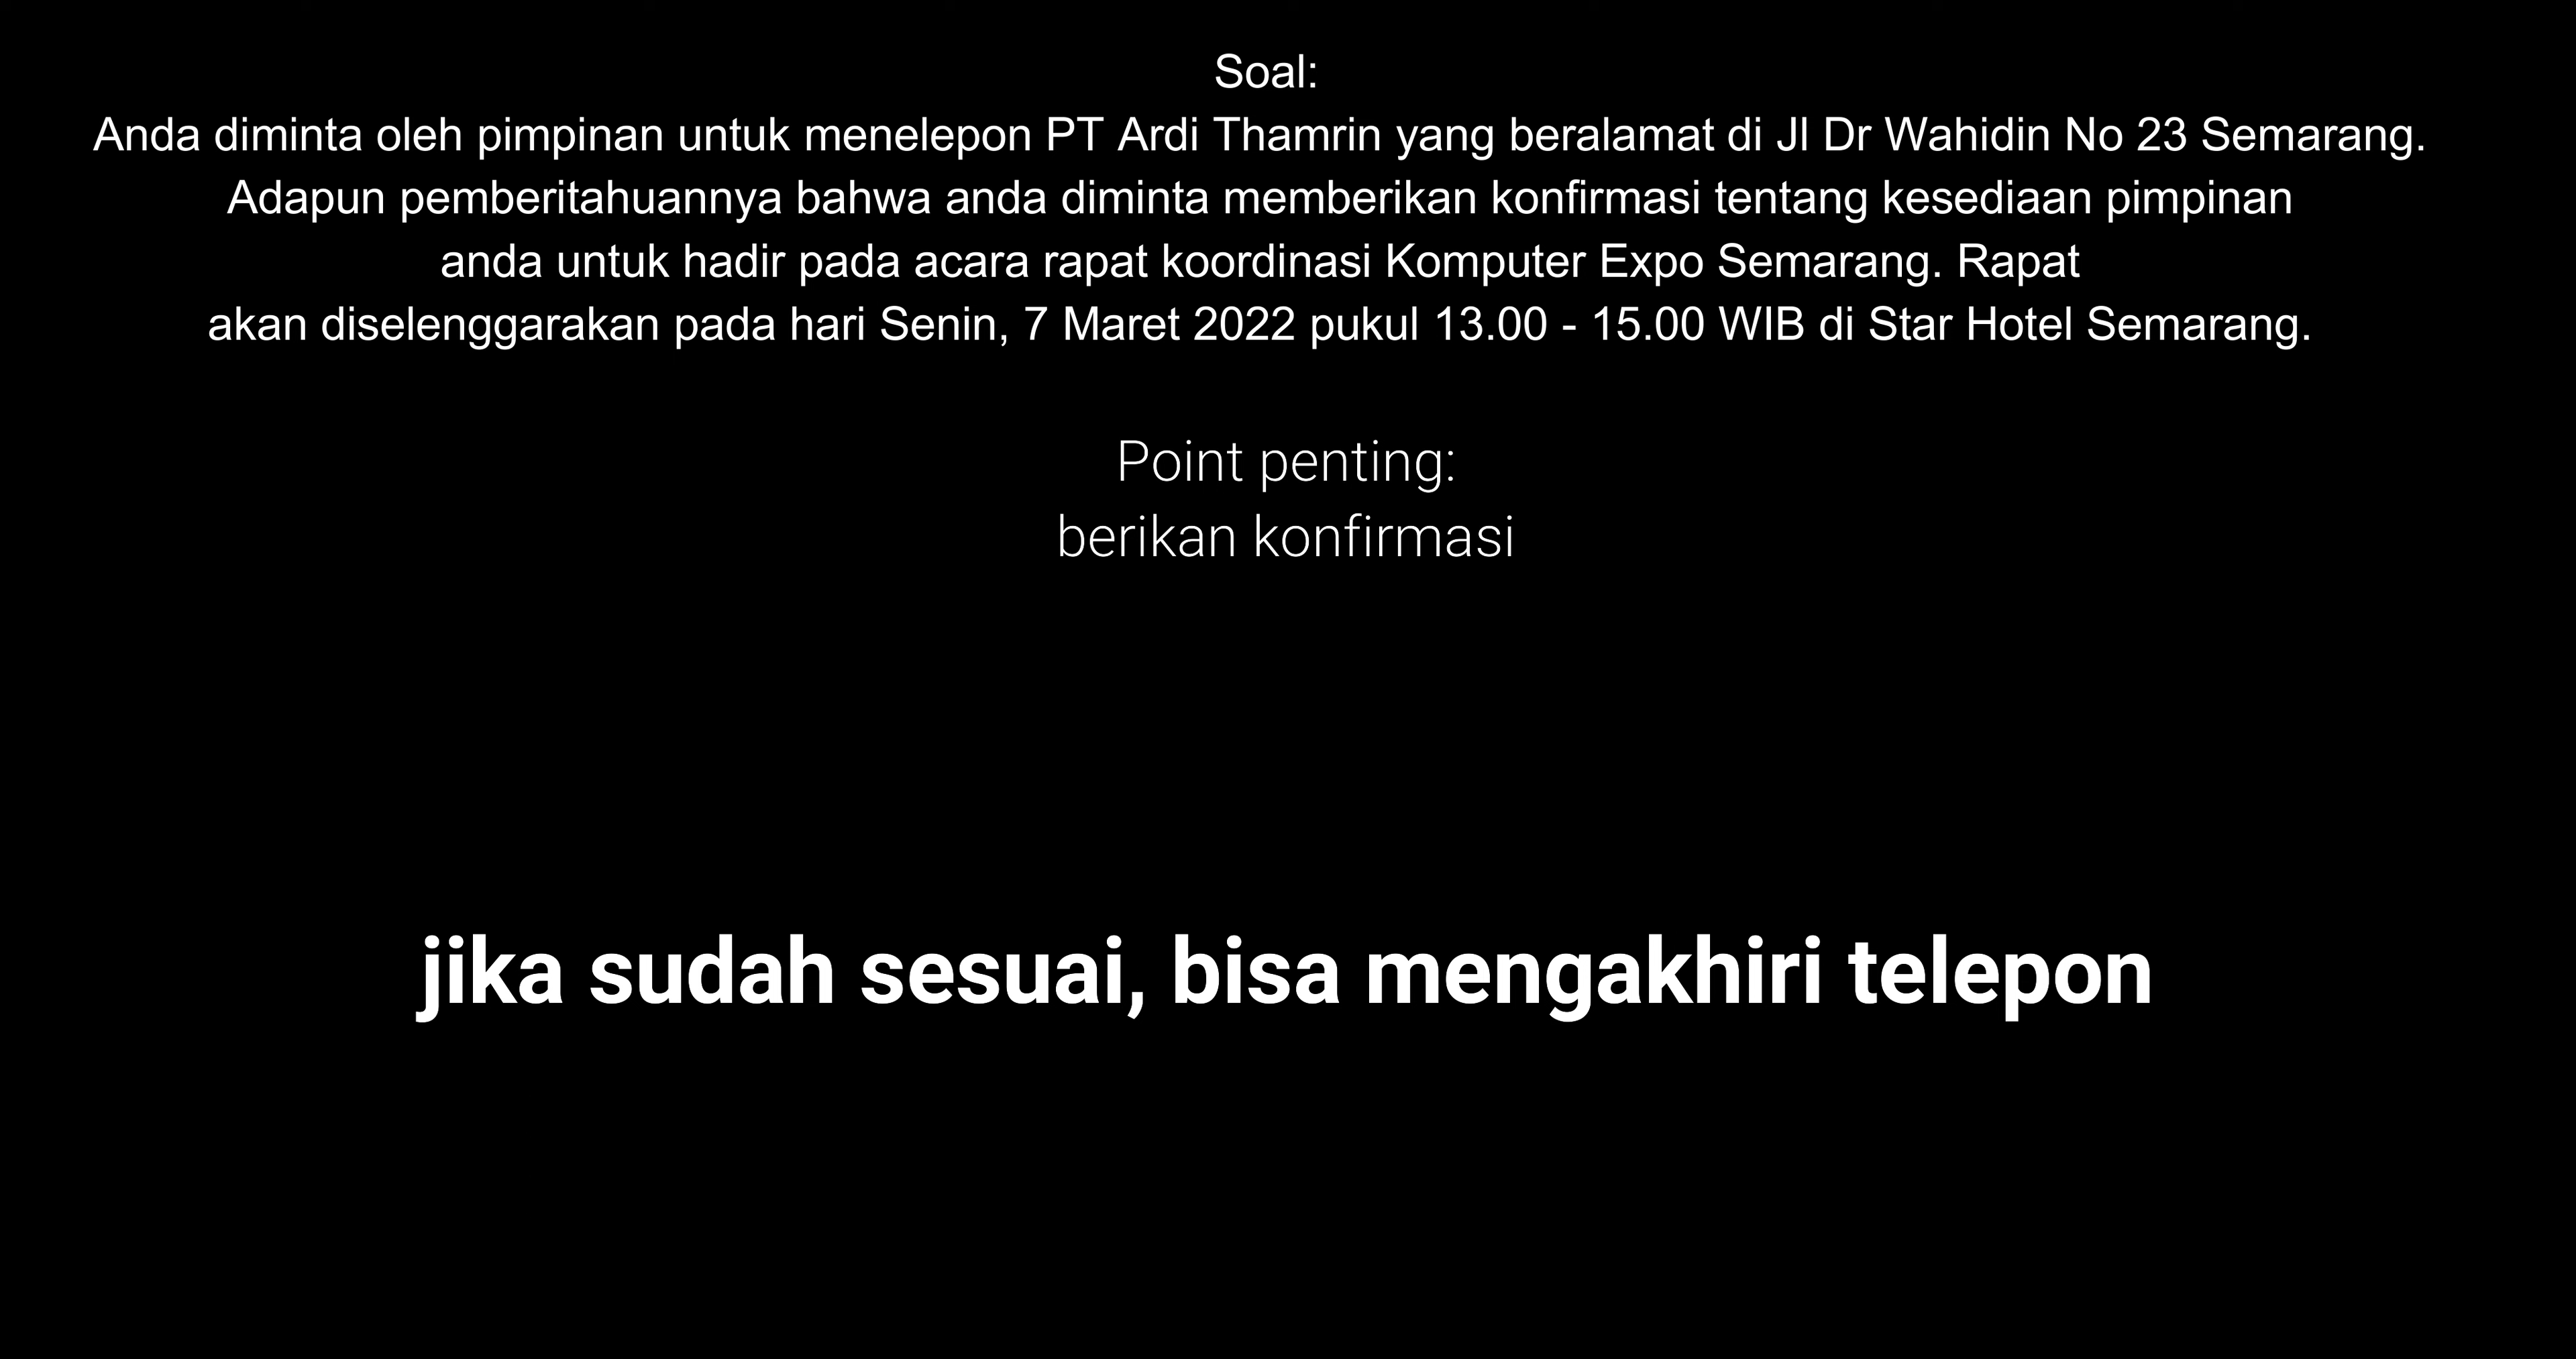 Soal:
Anda diminta oleh pimpinan untuk menelepon PT Ardi Thamrin yang beralamat di Jl Dr Wahidin No 23 Semarang.
Adapun pemberitahuannya bahwa anda diminta memberikan konfirmasi tentang kesediaan pimpinan
anda untuk hadir pada acara rapat koordinasi Komputer Expo Semarang. Rapat
akan diselenggarakan pada hari Senin, 7 Maret 2022 pukul 13.00 - 15.00 WIB di Star Hotel Semarang.
Point penting:
berikan konfirmasi
jika sudah sesuai, bisa mengakhiri telepon